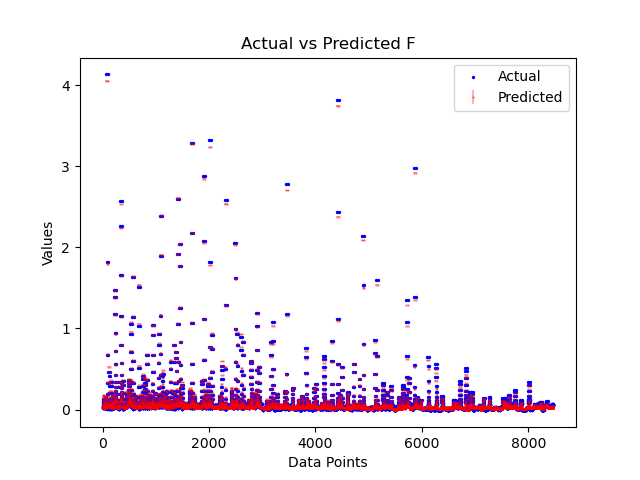 Actual vs Predicted F
Actual
Predicted
Values
4
3
2
1
0
0 2000 4000 6000 8000
Data Points